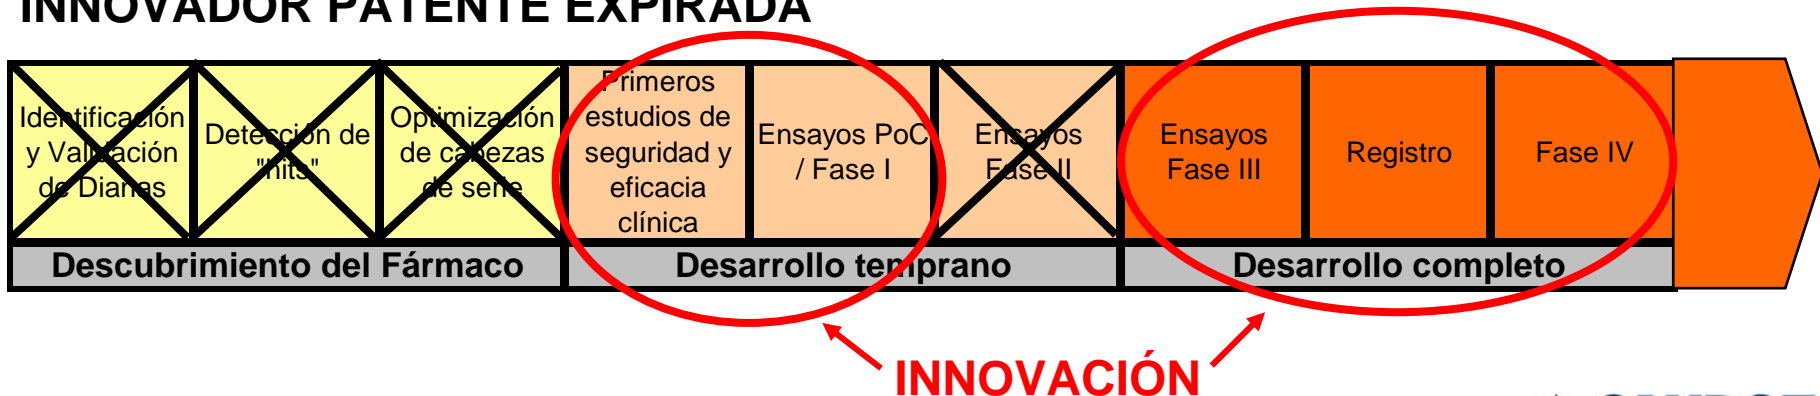 INNOVADOR PATENTE EXPIRADA
Identificación
y Validación
de Dianas
Detección de
"hits"
Optimización
de cabezas
de serie
Primeros
estudios de
seguridad y
eficacia
clínica
Ensayos PoC
/ Fase I
Ensayos
Fase II
Ensayos
Fase III
Registro
Fase IV
Descubrimiento del Fármaco
Desarrollo temprano
Desarrollo completo
INNOVACIÓN